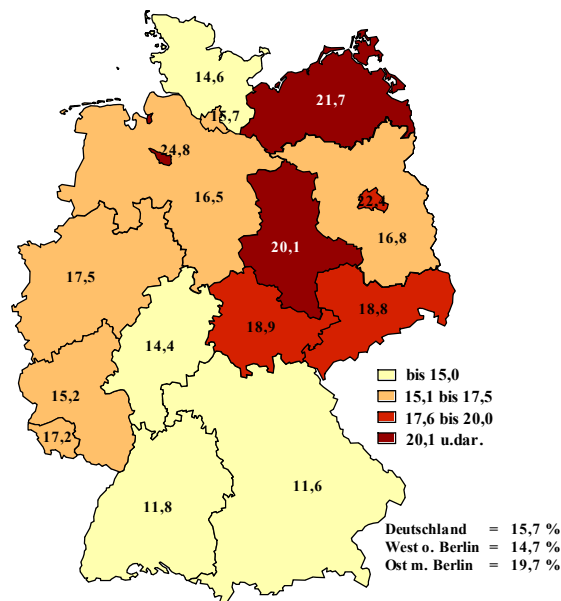 14,6
21,7
15,7
24,8
22,4
16,5
16,8
20,1
17,5
18,8
18,9
14,4
bis 15,0
15,2
15,1 bis 17,5
17,6 bis 20,0
17,2
20,1 u.dar.
11,8
11,6
Deutschland = 15,7 %
West o. Berlin = 14,7 %
Ost m. Berlin = 19,7 %